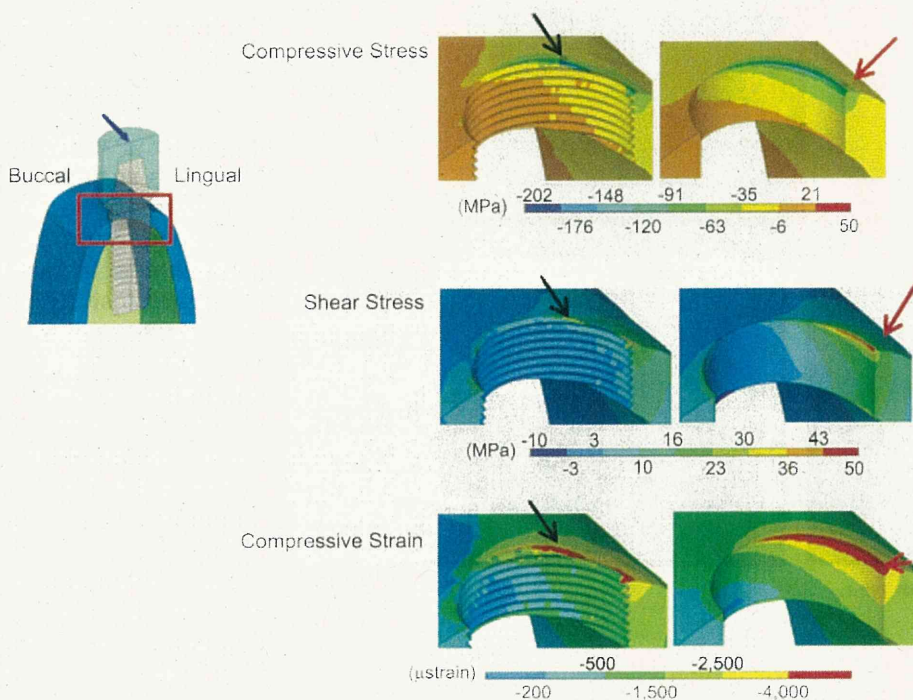 Compressive Stress
Buccal
Lingual
(MPa)
-202 -148 -91 -35 21
-176 -120 -63 -6 50
Shear Stress
(MPa)
-10 3 16 30 43
-3 10 23 36 50
Compressive Strain
(μstrain)
-500 -2,500
-200 -1,500 -4,000